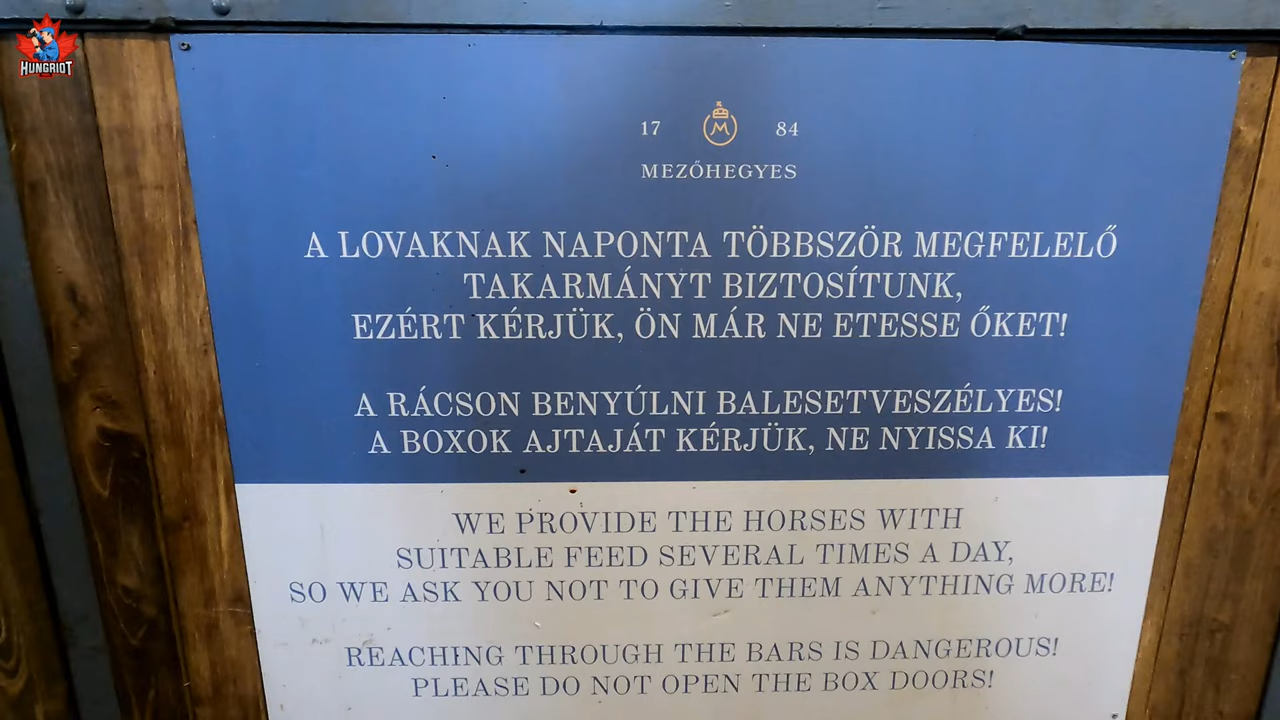 HUNGRIOT
17 M 84
MEZŐHEGYES
A LOVAKNAK NAPONTA TÖBBSZÖR MEGFELELŐ
TAKARMÁNYT BIZTOSÍTUNK,
EZÉRT KÉRJÜK, ÖN MÁR NE ETESSE ŐKET!
A RÁCSON BENYÚLNI BALESETVESZÉLYES!
A BOXOK AJTAJÁT KÉRJÜK, NE NYISSA KI!
WE PROVIDE THE HORSES WITH
SUITABLE FEED SEVERAL TIMES A DAY,
SO WE ASK YOU NOT TO GIVE THEM ANYTHING MORE!
REACHING THROUGH THE BARS IS DANGEROUS!
PLEASE DO NOT OPEN THE BOX DOORS!